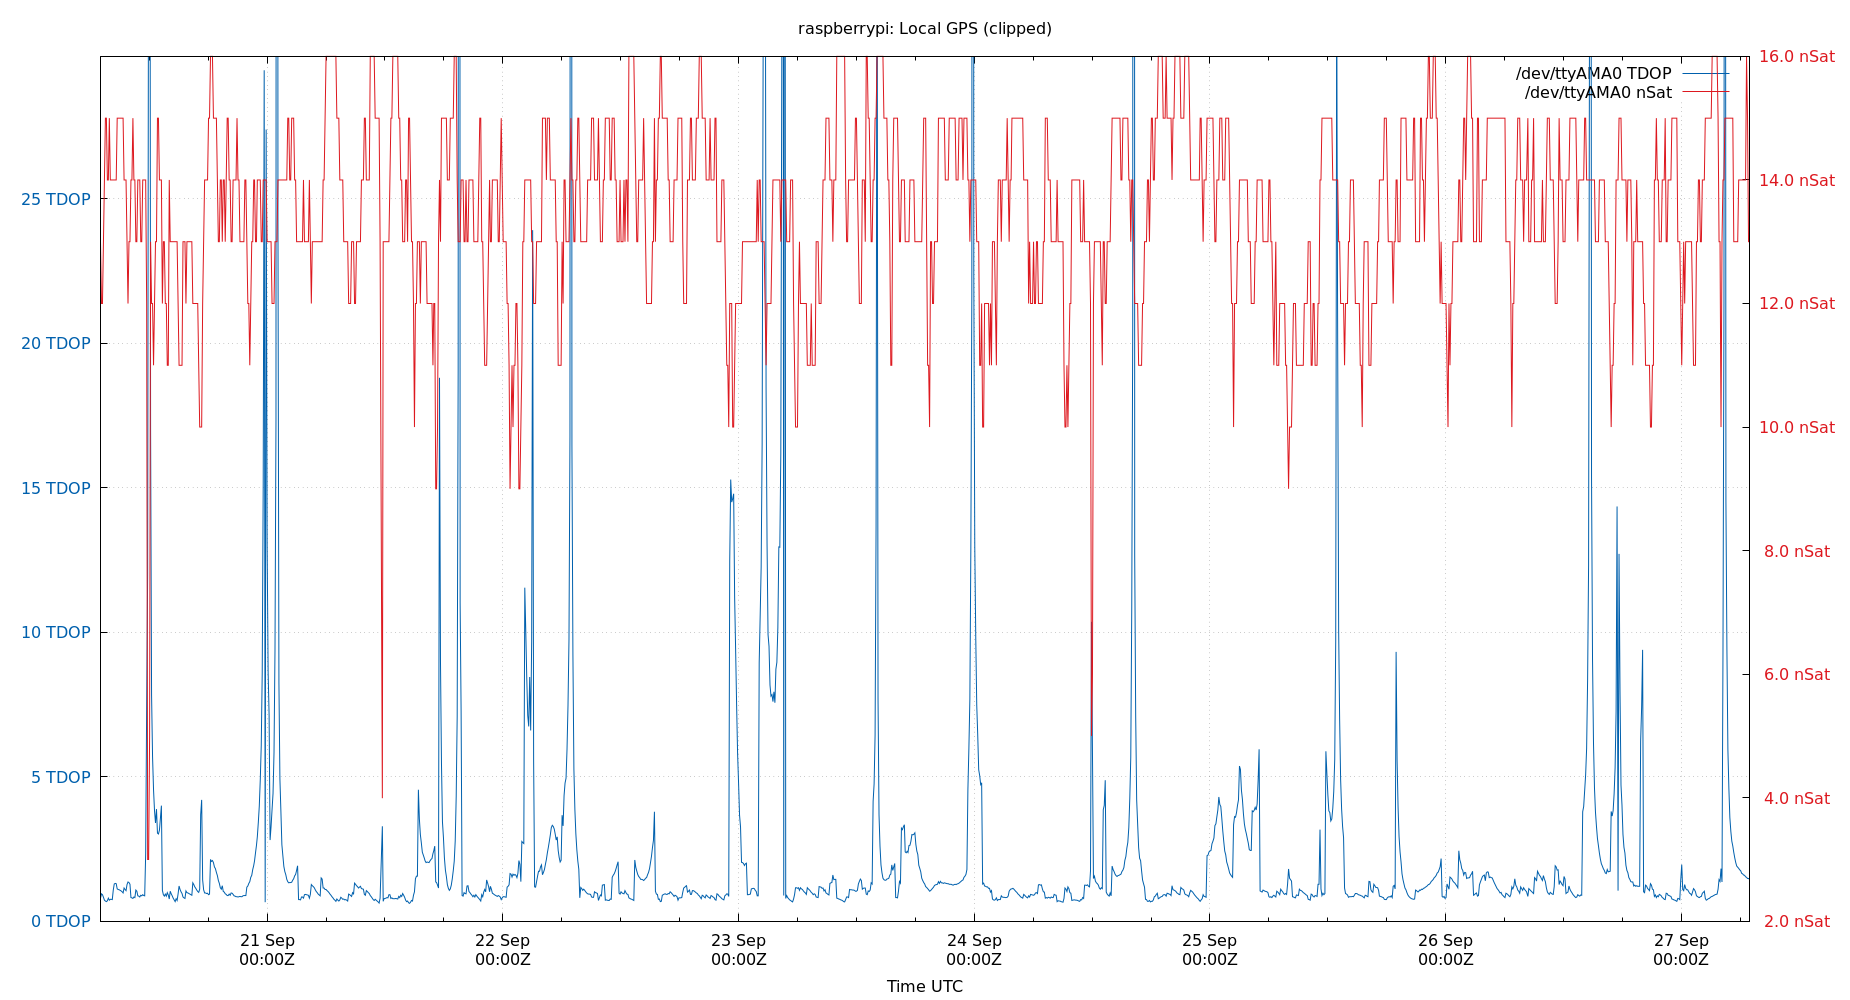 raspberrypi: Local GPS (clipped)
16.0 nSat
/dev/ttyAMA0 TDOP
/dev/ttyAMA0 nSat
14.0 nSat
25 TDOP
12.0 nSat
20 TDOP
10.0 nSat
15 TDOP
8.0 nSat
10 TDOP
6.0 nSat
5 TDOP
4.0 nSat
0 TDOP
2.0 nSat
21 Sep 22 Sep 23 Sep 24 Sep 25 Sep 26 Sep 27 Sep
00:00Z 00:00Z 00:00Z 00:00Z 00:00Z 00:00Z 00:00Z
Time UTC